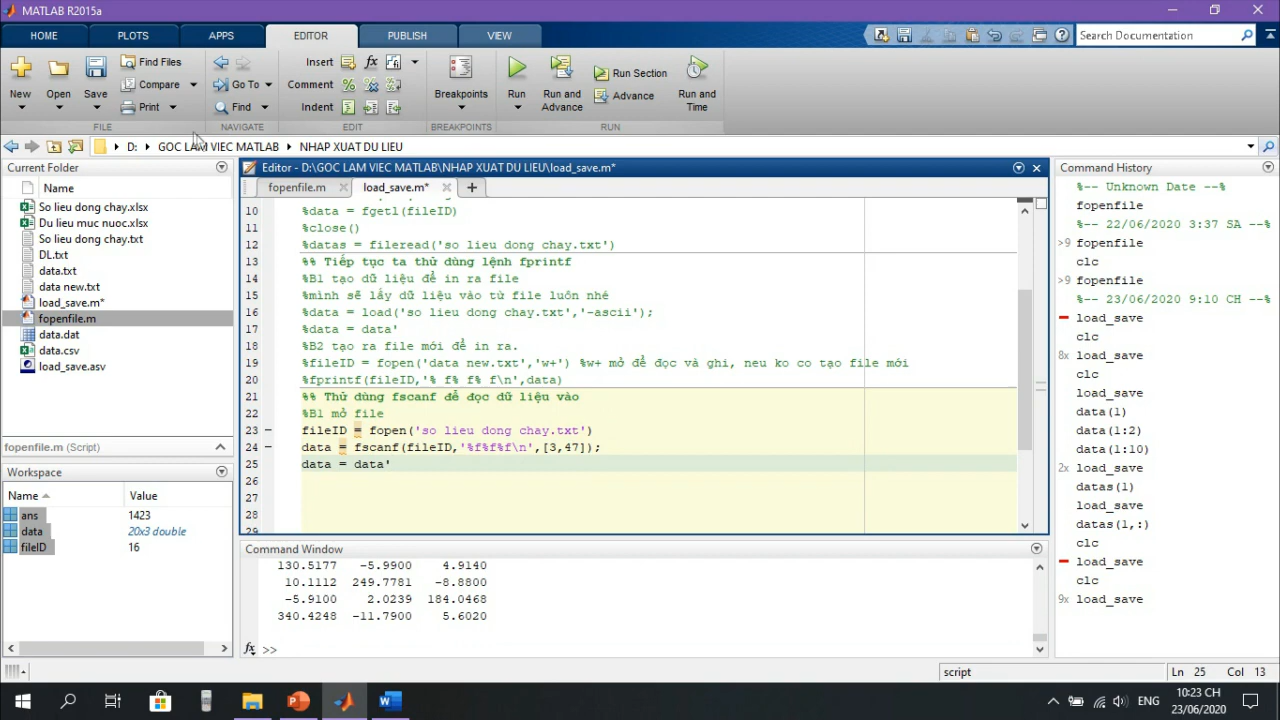 MATLAB R2015a
HOME
PLOTS
APPS
EDITOR
PUBLISH
VIEW
Search Documentation
New
Open
Save
Find Files
Compare
Print
Go To
Find
Insert
Comment
Indent
Breakpoints
Run
Run and
Advance
Run Section
Advance
Run and
Time
FILE
NAVIGATE
EDIT
BREAKPOINTS
RUN
D:
GOC LAM VIEC MATLAB
NHAP XUAT DU LIEU
Current Folder
Name
So lieu dong chay.xlsx
Du lieu muc nuoc.xlsx
So lieu dong chay.txt
DL.txt
data.txt
data new.txt
load_save.m*
fopenfile.m
data.dat
data.csv
load_save.asv
fopenfile.m (Script)
Workspace
Name
Value
ans
1423
data
20x3 double
fileID
16
Editor - D:\GOC LAM VIEC MATLAB\NHAP XUAT DU LIEU\load_save.m*
fopenfile.m
load_save.m*
10 %data = fgetl(fileID)
11 %close()
12 %datas = fileread('so lieu dong chay.txt')
13 %% Tiếp tục ta thử dùng lệnh fprintf
14 %B1 tạo dữ liệu để in ra file
15 %mình sẽ lấy dữ liệu vào từ file luôn nhé
16 %data = load('so lieu dong chay.txt','-ascii');
17 %data = data'
18 %B2 tạo ra file mới để in ra.
19 %fileID = fopen('data new.txt','w+') %w+ mở để đọc và ghi, neu ko co tạo file mới
20 %fprintf(fileID,'% f% f% f\n',data)
21 %% Thử dùng fscanf để đọc dữ liệu vào
22 %B1 mở file
23 fileID = fopen('so lieu dong chay.txt')
24 data = fscanf(fileID,'%f%f%f\n',[3,47]);
25 data = data'
26
27
28
29
Command Window
130.5177 -5.9900 4.9140
10.1112 249.7781 -8.8800
-5.9100 2.0239 184.0468
340.4248 -11.7900 5.6020
fx >>
Command History
%-- Unknown Date --%
fopenfile
%-- 22/06/2020 3:37 SA --%
>9 fopenfile
clc
>9 fopenfile
%-- 23/06/2020 9:10 CH --%
load_save
clc
8x load_save
clc
load_save
data(1)
data(1:2)
data(1:10)
2x load_save
datas(1)
load_save
datas(1,:)
clc
load_save
clc
9x load_save
script
Ln 25
Col 13
ENG
10:23 CH
23/06/2020